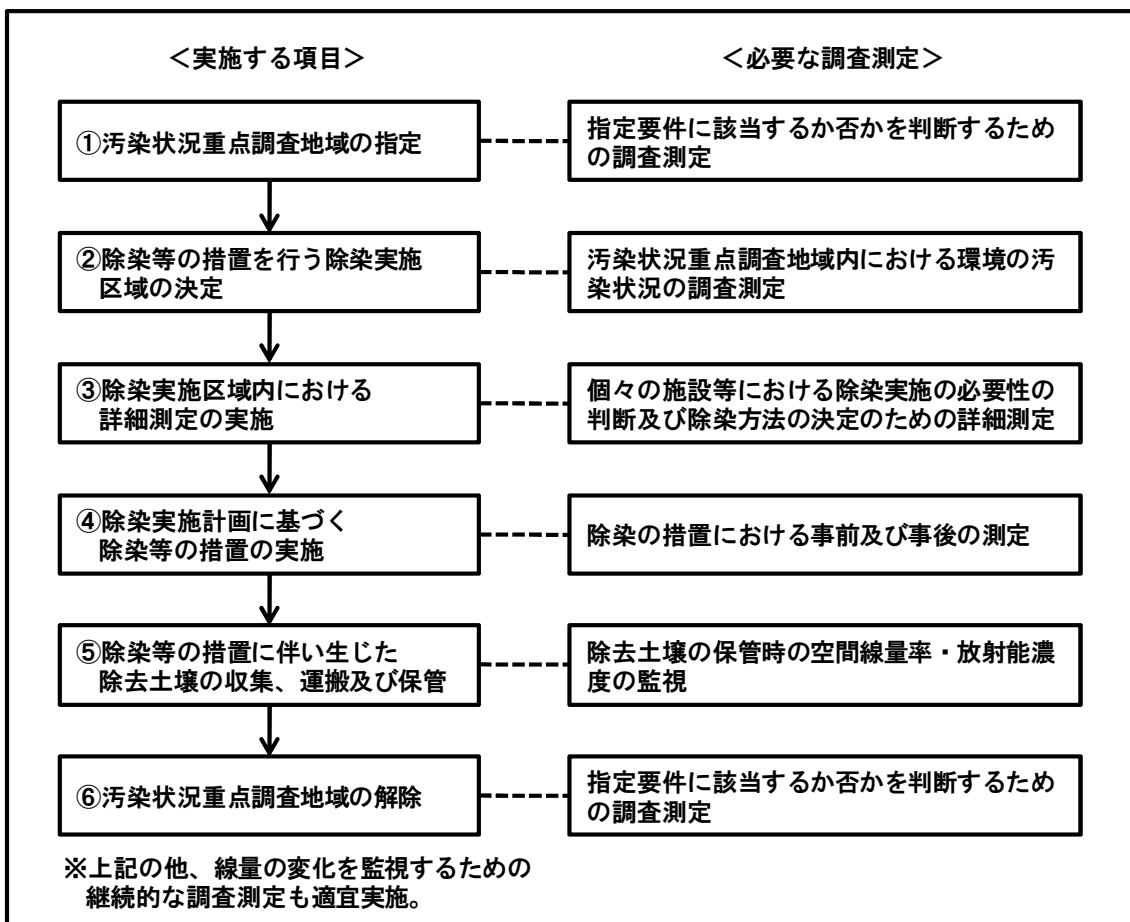 ＜実施する項目＞
＜必要な調査測定＞
①汚染状況重点調査地域の指定
指定要件に該当するか否かを判断するため
の調査測定
②除染等の措置を行う除染実施
区域の決定
汚染状況重点調査地域内における環境の汚
染状況の調査測定
③除染実施区域内における
詳細測定の実施
個々の施設等における除染実施の必要性の
判断及び除染方法の決定のための詳細測定
④除染実施計画に基づく
除染等の措置の実施
除染の措置における事前及び事後の測定
⑤除染等の措置に伴い生じた
除去土壌の収集、運搬及び保管
除去土壌の保管時の空間線量率・放射能濃
度の監視
⑥汚染状況重点調査地域の解除
指定要件に該当するか否かを判断するため
の調査測定
※上記の他、線量の変化を監視するための
継続的な調査測定も適宜実施。